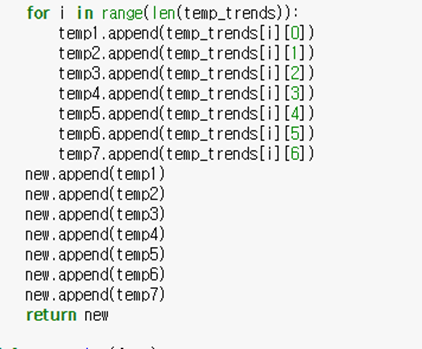 for i in range(len(temp_trends)):
    temp1.append(temp_trends[i][0])
    temp2.append(temp_trends[i][1])
    temp3.append(temp_trends[i][2])
    temp4.append(temp_trends[i][3])
    temp5.append(temp_trends[i][4])
    temp6.append(temp_trends[i][5])
    temp7.append(temp_trends[i][6])
new.append(temp1)
new.append(temp2)
new.append(temp3)
new.append(temp4)
new.append(temp5)
new.append(temp6)
new.append(temp7)
return new